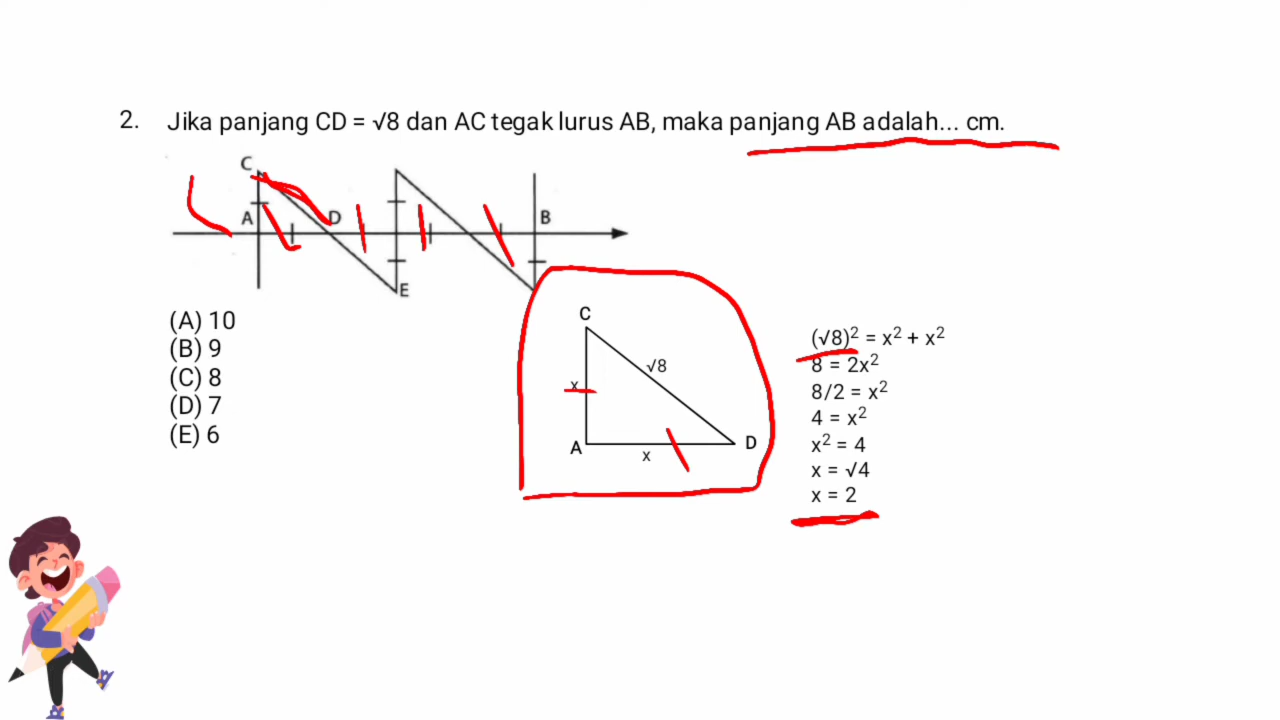 2. Jika panjang CD = √8 dan AC tegak lurus AB, maka panjang AB adalah... cm.
C
A
D
B
E
(A) 10
(B) 9
(C) 8
(D) 7
(E) 6
C
√8
x
A
x
D
(√8)² = x² + x²
8 = 2x²
8/2 = x²
4 = x²
x² = 4
x = √4
x = 2